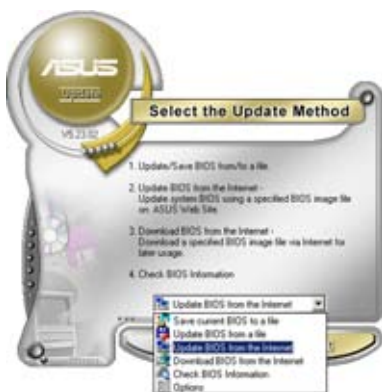 ASUS
Update
V5.23.02
Select the Update Method
1. Update/Save BIOS from/to a file.
2. Update BIOS from the Internet -
Update system BIOS using a specified BIOS image file
on ASUS Web Site.
3. Download BIOS from the Internet -
Download a specified BIOS image file via Internet for
later usage.
4. Check BIOS Information
Update BIOS from the Internet
Save current BIOS to a file
Update BIOS from a file
Update BIOS from the Internet
Download BIOS from the Internet
Check BIOS Information
Options